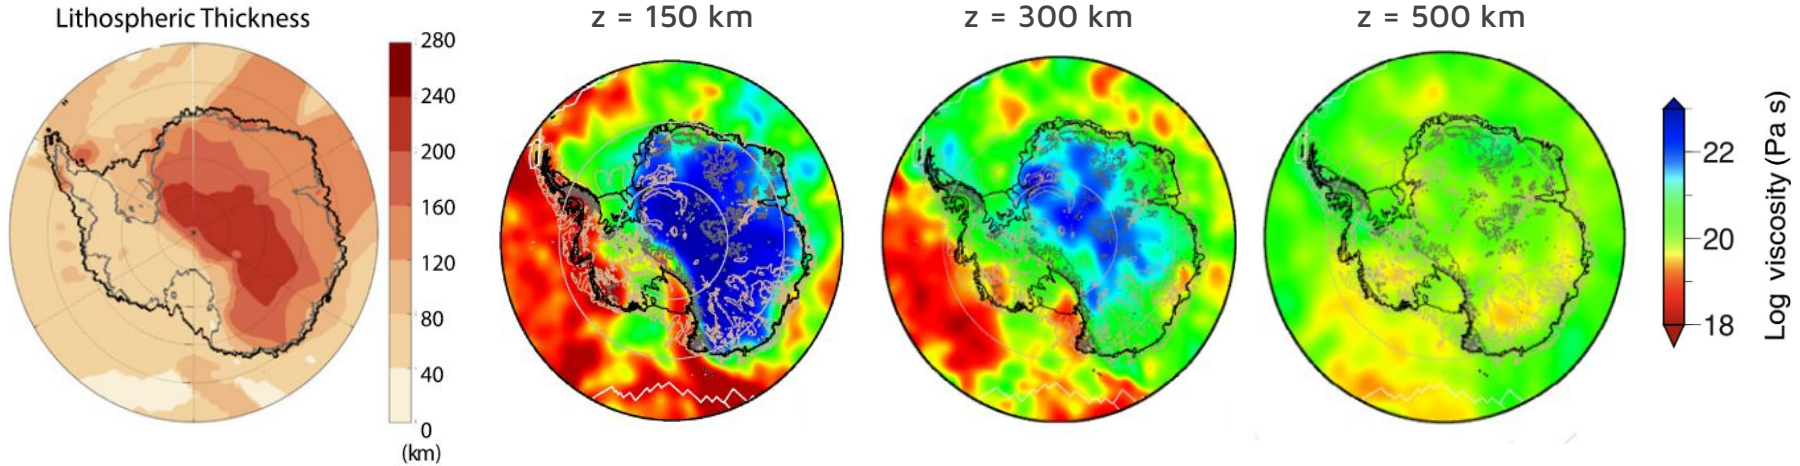 Lithospheric Thickness
280
240
200
160
120
80
40
0
(km)
z = 150 km
z = 300 km
z = 500 km
22
20
18
Log viscosity (Pa s)